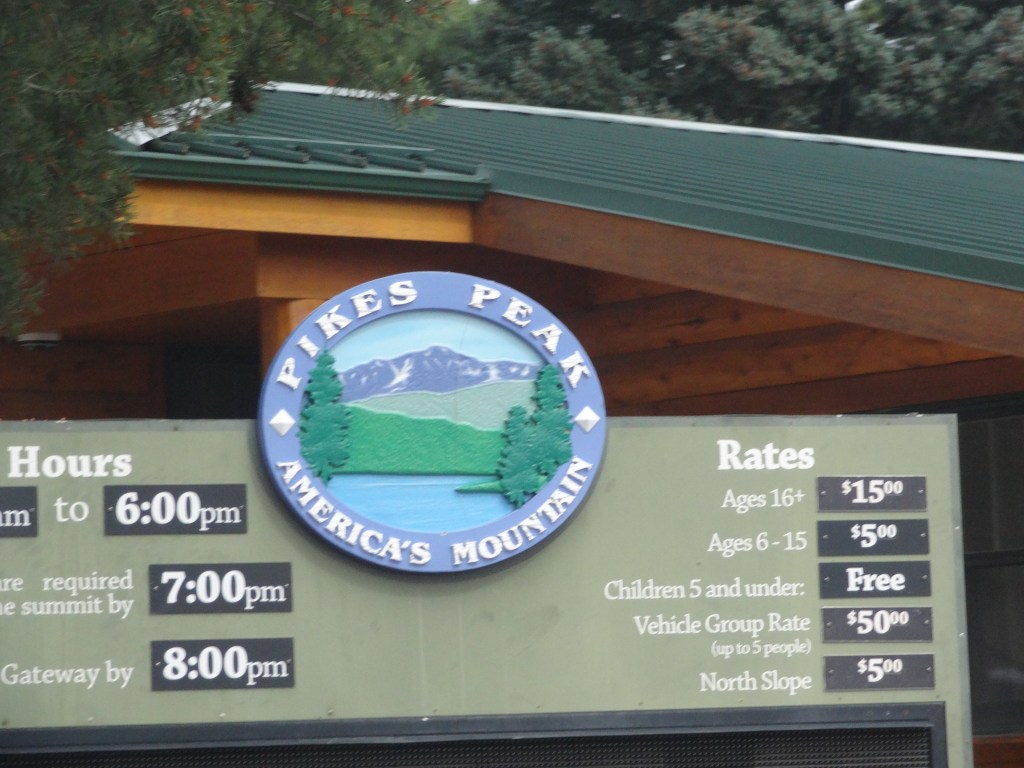 PIKES PEAK
AMERICA'S MOUNTAIN
Hours
am to 6:00pm
required
summit by
7:00pm
Gateway by
8:00pm
Rates
Ages 16+ $15.00
Ages 6 - 15 $5.00
Children 5 and under: Free
Vehicle Group Rate $50.00
(up to 5 people)
North Slope $5.00